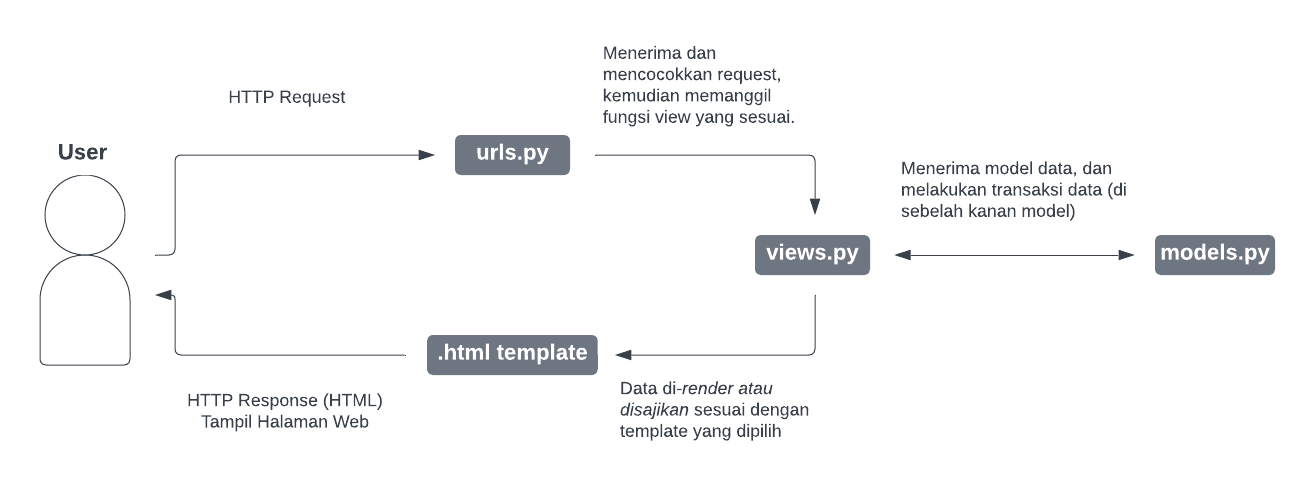 User
HTTP Request
urls.py
Menerima dan
mencocokkan request,
kemudian memanggil
fungsi view yang sesuai.
views.py
Menerima model data, dan
melakukan transaksi data (di
sebelah kanan model)
models.py
.html template
Data di-render atau
disajikan sesuai dengan
template yang dipilih
HTTP Response (HTML)
Tampil Halaman Web